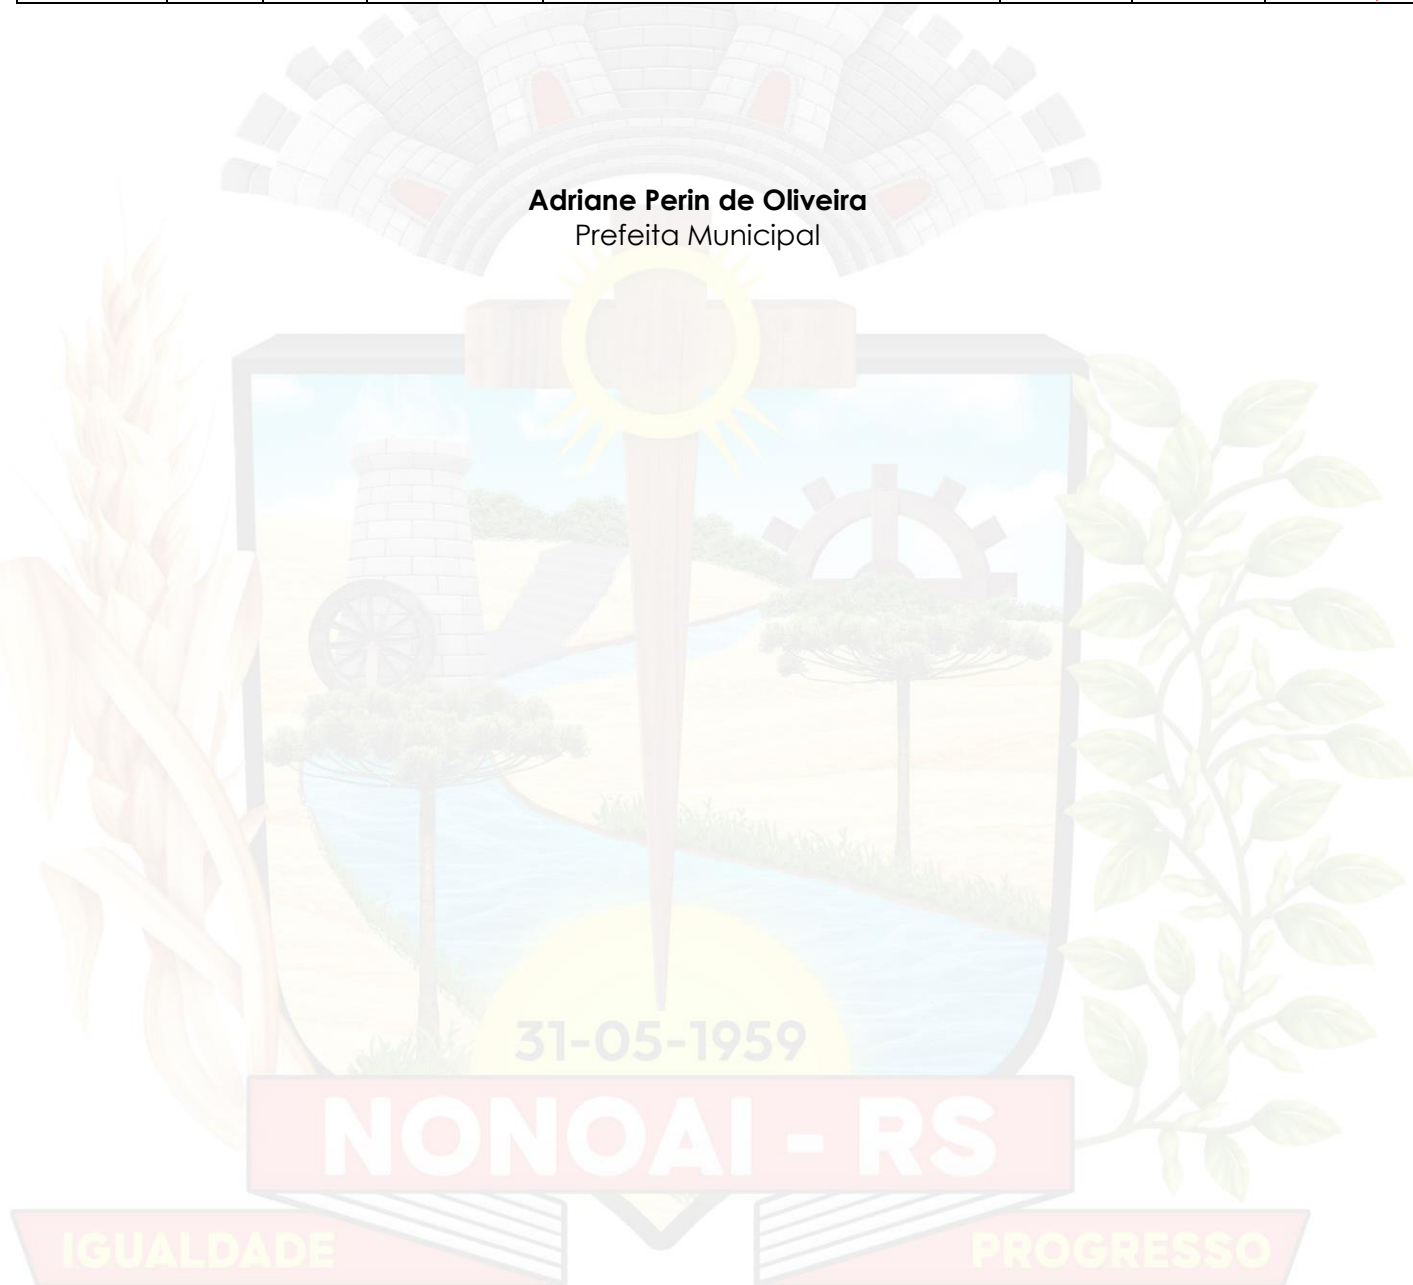 Adriane Perin de Oliveira
Prefeita Municipal
31-05-1959
NONOAI - RS
IGUALDADE
PROGRESSO